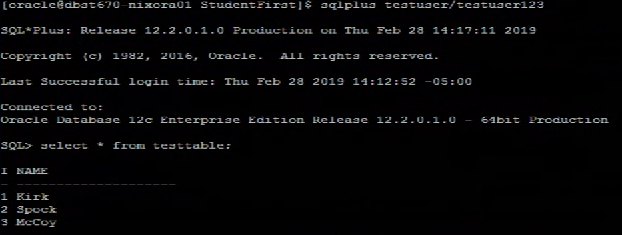 [oracle@dbst670-nixora01 StudentFirst]$ sqlplus testuser/testuser123
SQL*Plus: Release 12.2.0.1.0 Production on Thu Feb 28 14:17:11 2019
Copyright (c) 1982, 2016, Oracle.  All rights reserved.
Last Successful login time: Thu Feb 28 2019 14:12:52 -05:00
Connected to:
Oracle Database 12c Enterprise Edition Release 12.2.0.1.0 - 64bit Production
SQL> select * from testtable;
I NAME
- --------------------
1 Kirk
2 Spock
3 McCoy